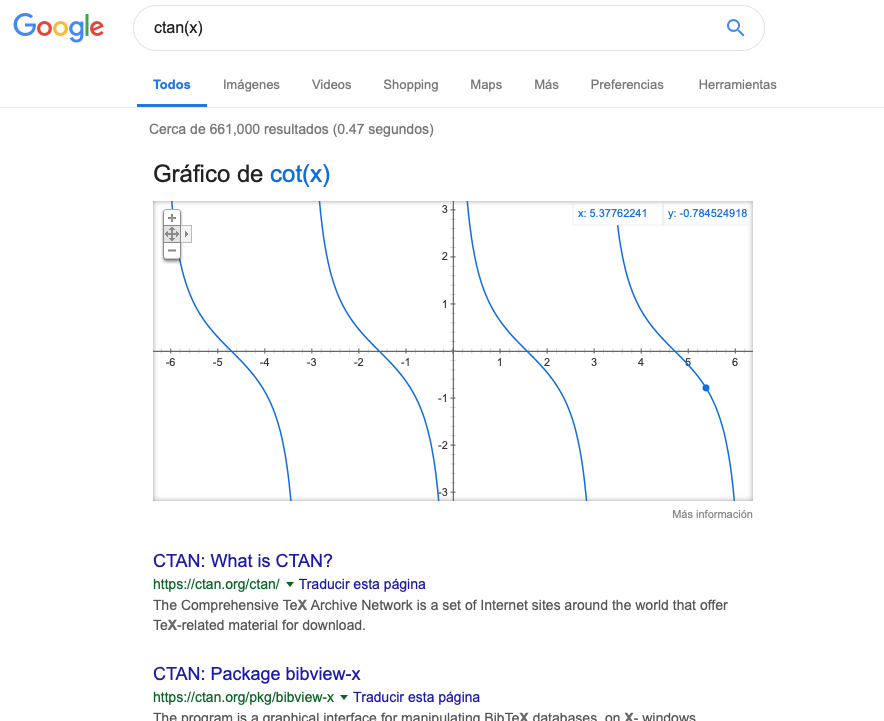 Google
ctan(x)
Todos Imágenes Videos Shopping Maps Más Preferencias Herramientas
Cerca de 661,000 resultados (0.47 segundos)
Gráfico de cot(x)
x: 5.37762241 y: -0.784524918
3
2
1
-6 -5 -4 -3 -2 -1 1 2 3 4 5 6
-1
-2
-3
Más información
CTAN: What is CTAN?
https://ctan.org/ctan/ Traducir esta página
The Comprehensive TeX Archive Network is a set of Internet sites around the world that offer
TeX-related material for download.
CTAN: Package bibview-x
https://ctan.org/pkg/bibview-x Traducir esta página
The program is a graphical interface for manipulating BibTeX databases, on X- windows